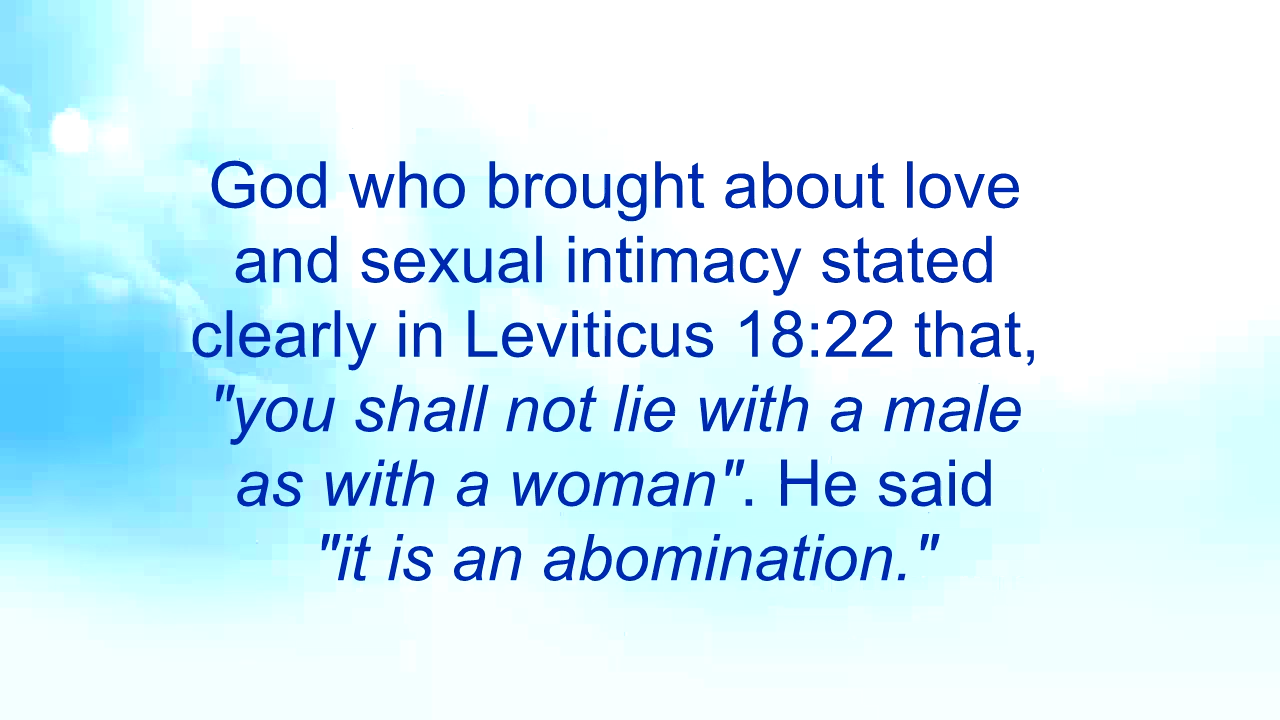 God who brought about love
and sexual intimacy stated
clearly in Leviticus 18:22 that,
"you shall not lie with a male
as with a woman". He said
"it is an abomination."